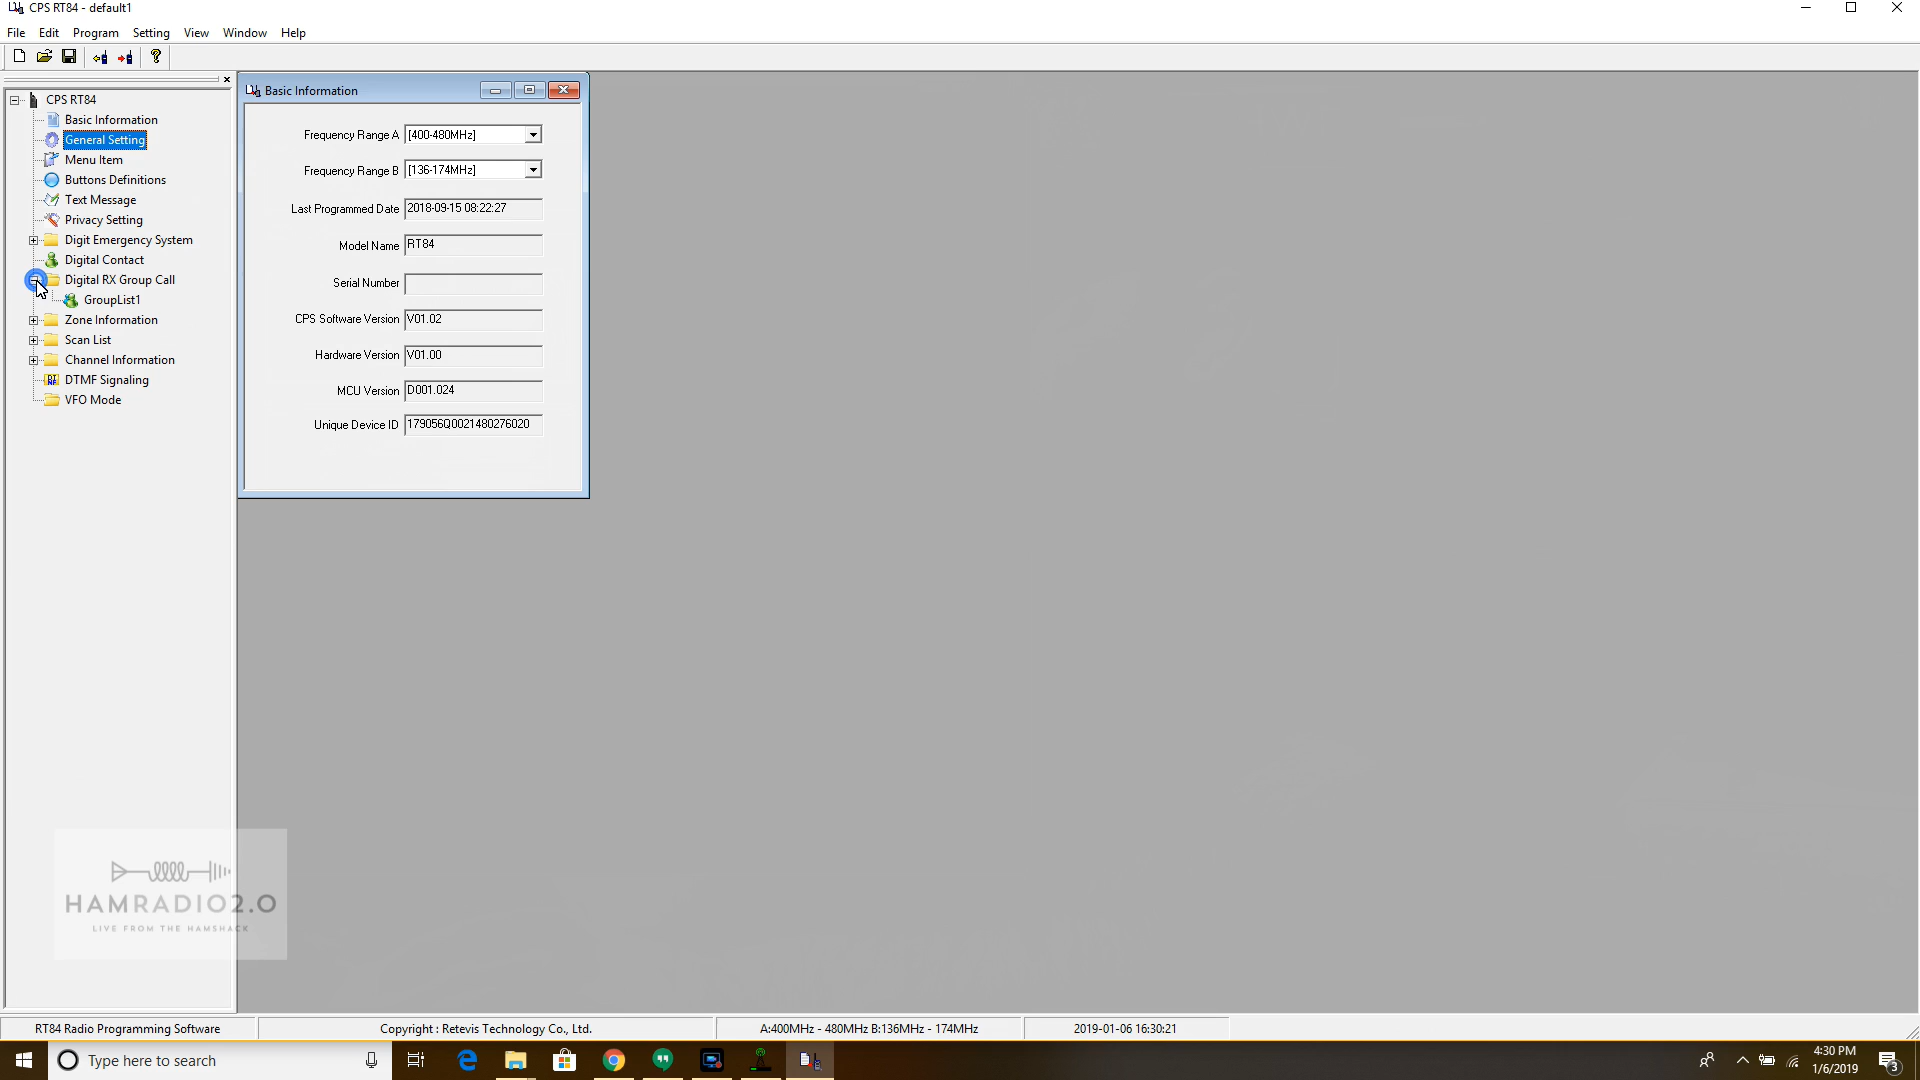 CPS RT84 - default1
File Edit Program Setting View Window Help
CPS RT84
Basic Information
General Setting
Menu Item
Buttons Definitions
Text Message
Privacy Setting
Digit Emergency System
Digital Contact
Digital RX Group Call
GroupList1
Zone Information
Scan List
Channel Information
DTMF Signaling
VFO Mode
Basic Information
Frequency Range A [400-480MHz]
Frequency Range B [136-174MHz]
Last Programmed Date 2018-09-15 08:22:27
Model Name RT84
Serial Number
CPS Software Version V01.02
Hardware Version V01.00
MCU Version D001.024
Unique Device ID 179056Q0021480276020
HAMRADIO2.0
LIVE FROM THE HAMSHACK
RT84 Radio Programming Software Copyright : Retevis Technology Co., Ltd. A:400MHz - 480MHz B:136MHz - 174MHz 2019-01-06 16:30:21
Type here to search
4:30 PM
1/6/2019
3